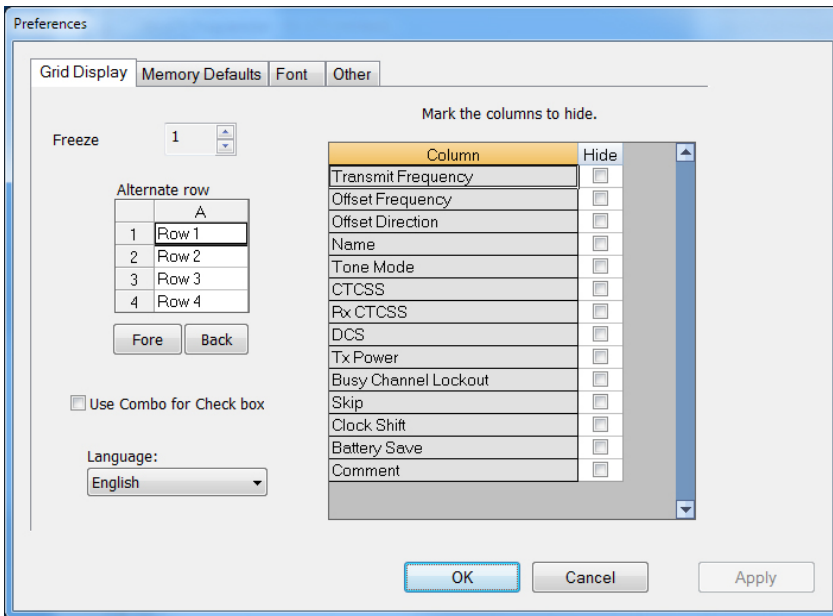 Preferences
Grid Display Memory Defaults Font Other
Mark the columns to hide.
Freeze 1
Alternate row
A
1 Row 1
2 Row 2
3 Row 3
4 Row 4
Fore Back
Use Combo for Check box
Language:
English
Column Hide
Transmit Frequency
Offset Frequency
Offset Direction
Name
Tone Mode
CTCSS
Rx CTCSS
DCS
Tx Power
Busy Channel Lockout
Skip
Clock Shift
Battery Save
Comment
OK Cancel Apply